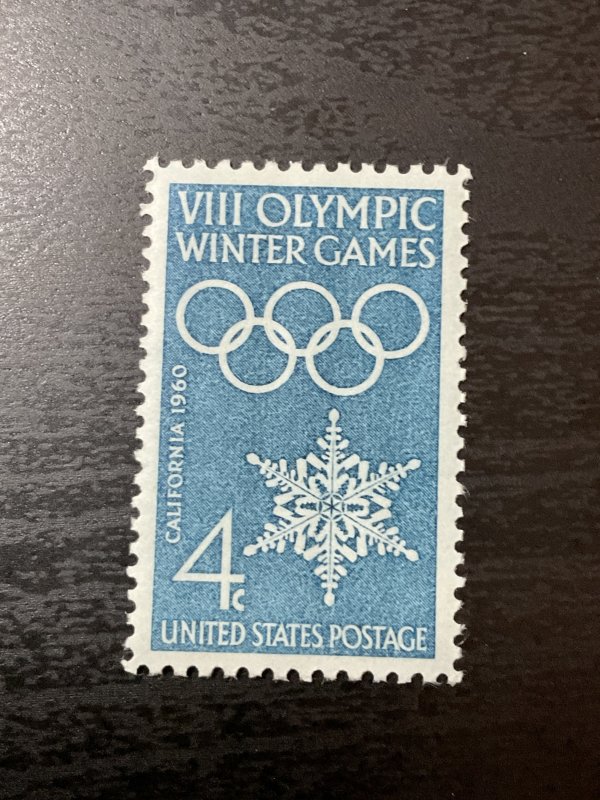 VIII OLYMPIC
WINTER GAMES
CALIFORNIA 1960
4c
UNITED STATES POSTAGE